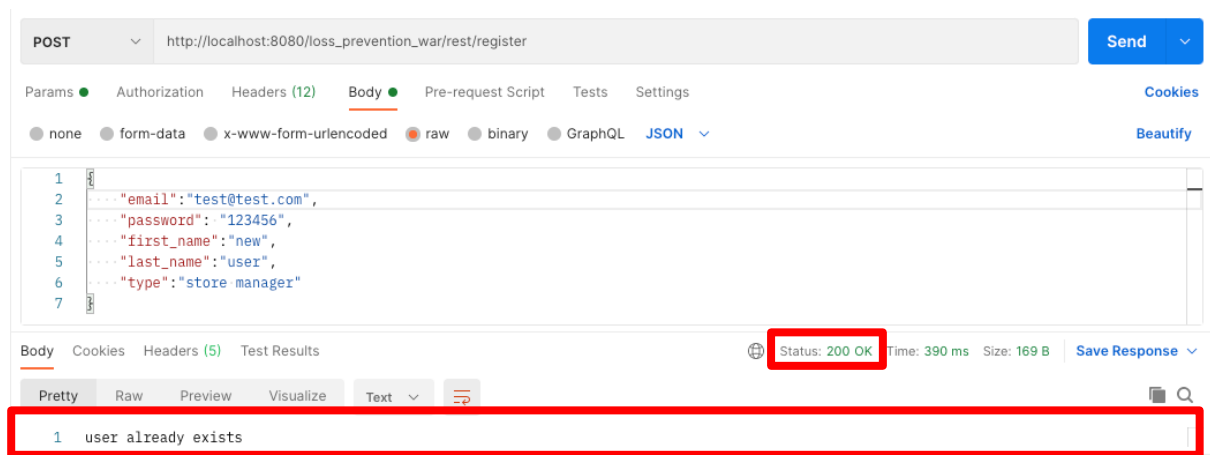 POST http://localhost:8080/loss_prevention_war/rest/register Send
Params Authorization Headers (12) Body Pre-request Script Tests Settings Cookies
none form-data x-www-form-urlencoded raw binary GraphQL JSON Beautify
1 {
2 "email":"test@test.com",
3 "password": "123456",
4 "first_name":"new",
5 "last_name":"user",
6 "type":"store manager"
7 }
Body Cookies Headers (5) Test Results Status: 200 OK Time: 390 ms Size: 169 B Save Response
Pretty Raw Preview Visualize Text
1 user already exists